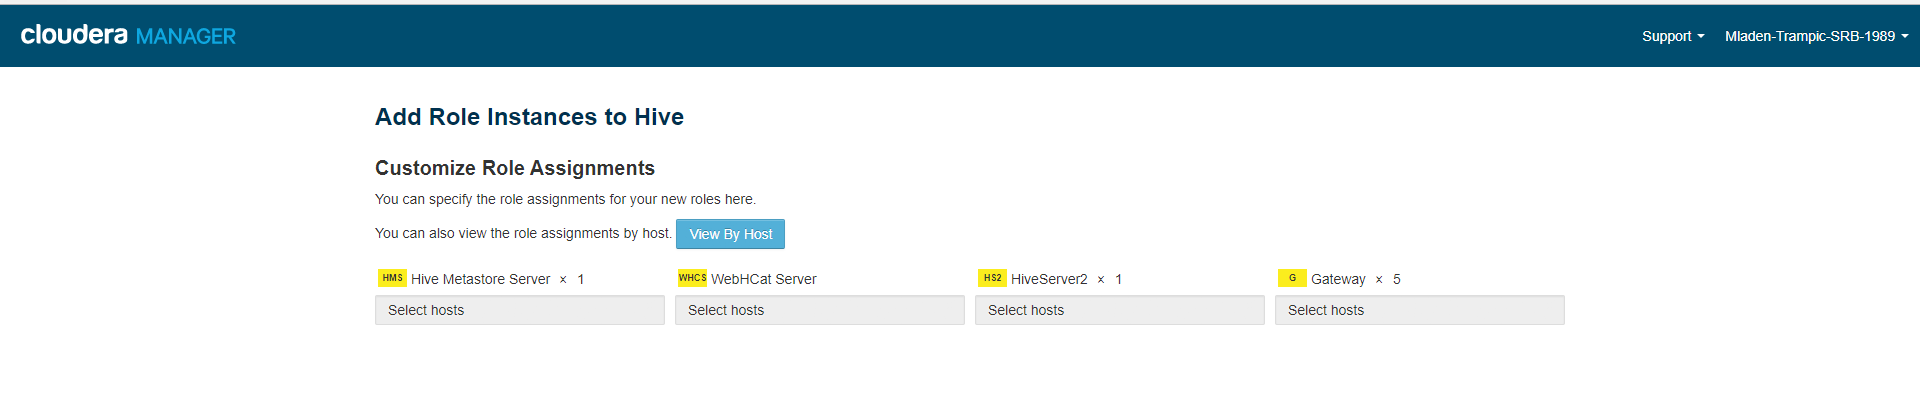 cloudera MANAGER
Support
Mladen-Trampic-SRB-1989
Add Role Instances to Hive
Customize Role Assignments
You can specify the role assignments for your new roles here.
You can also view the role assignments by host. View By Host
HMS Hive Metastore Server × 1
Select hosts
WHCS WebHCat Server
Select hosts
HS2 HiveServer2 × 1
Select hosts
G Gateway × 5
Select hosts